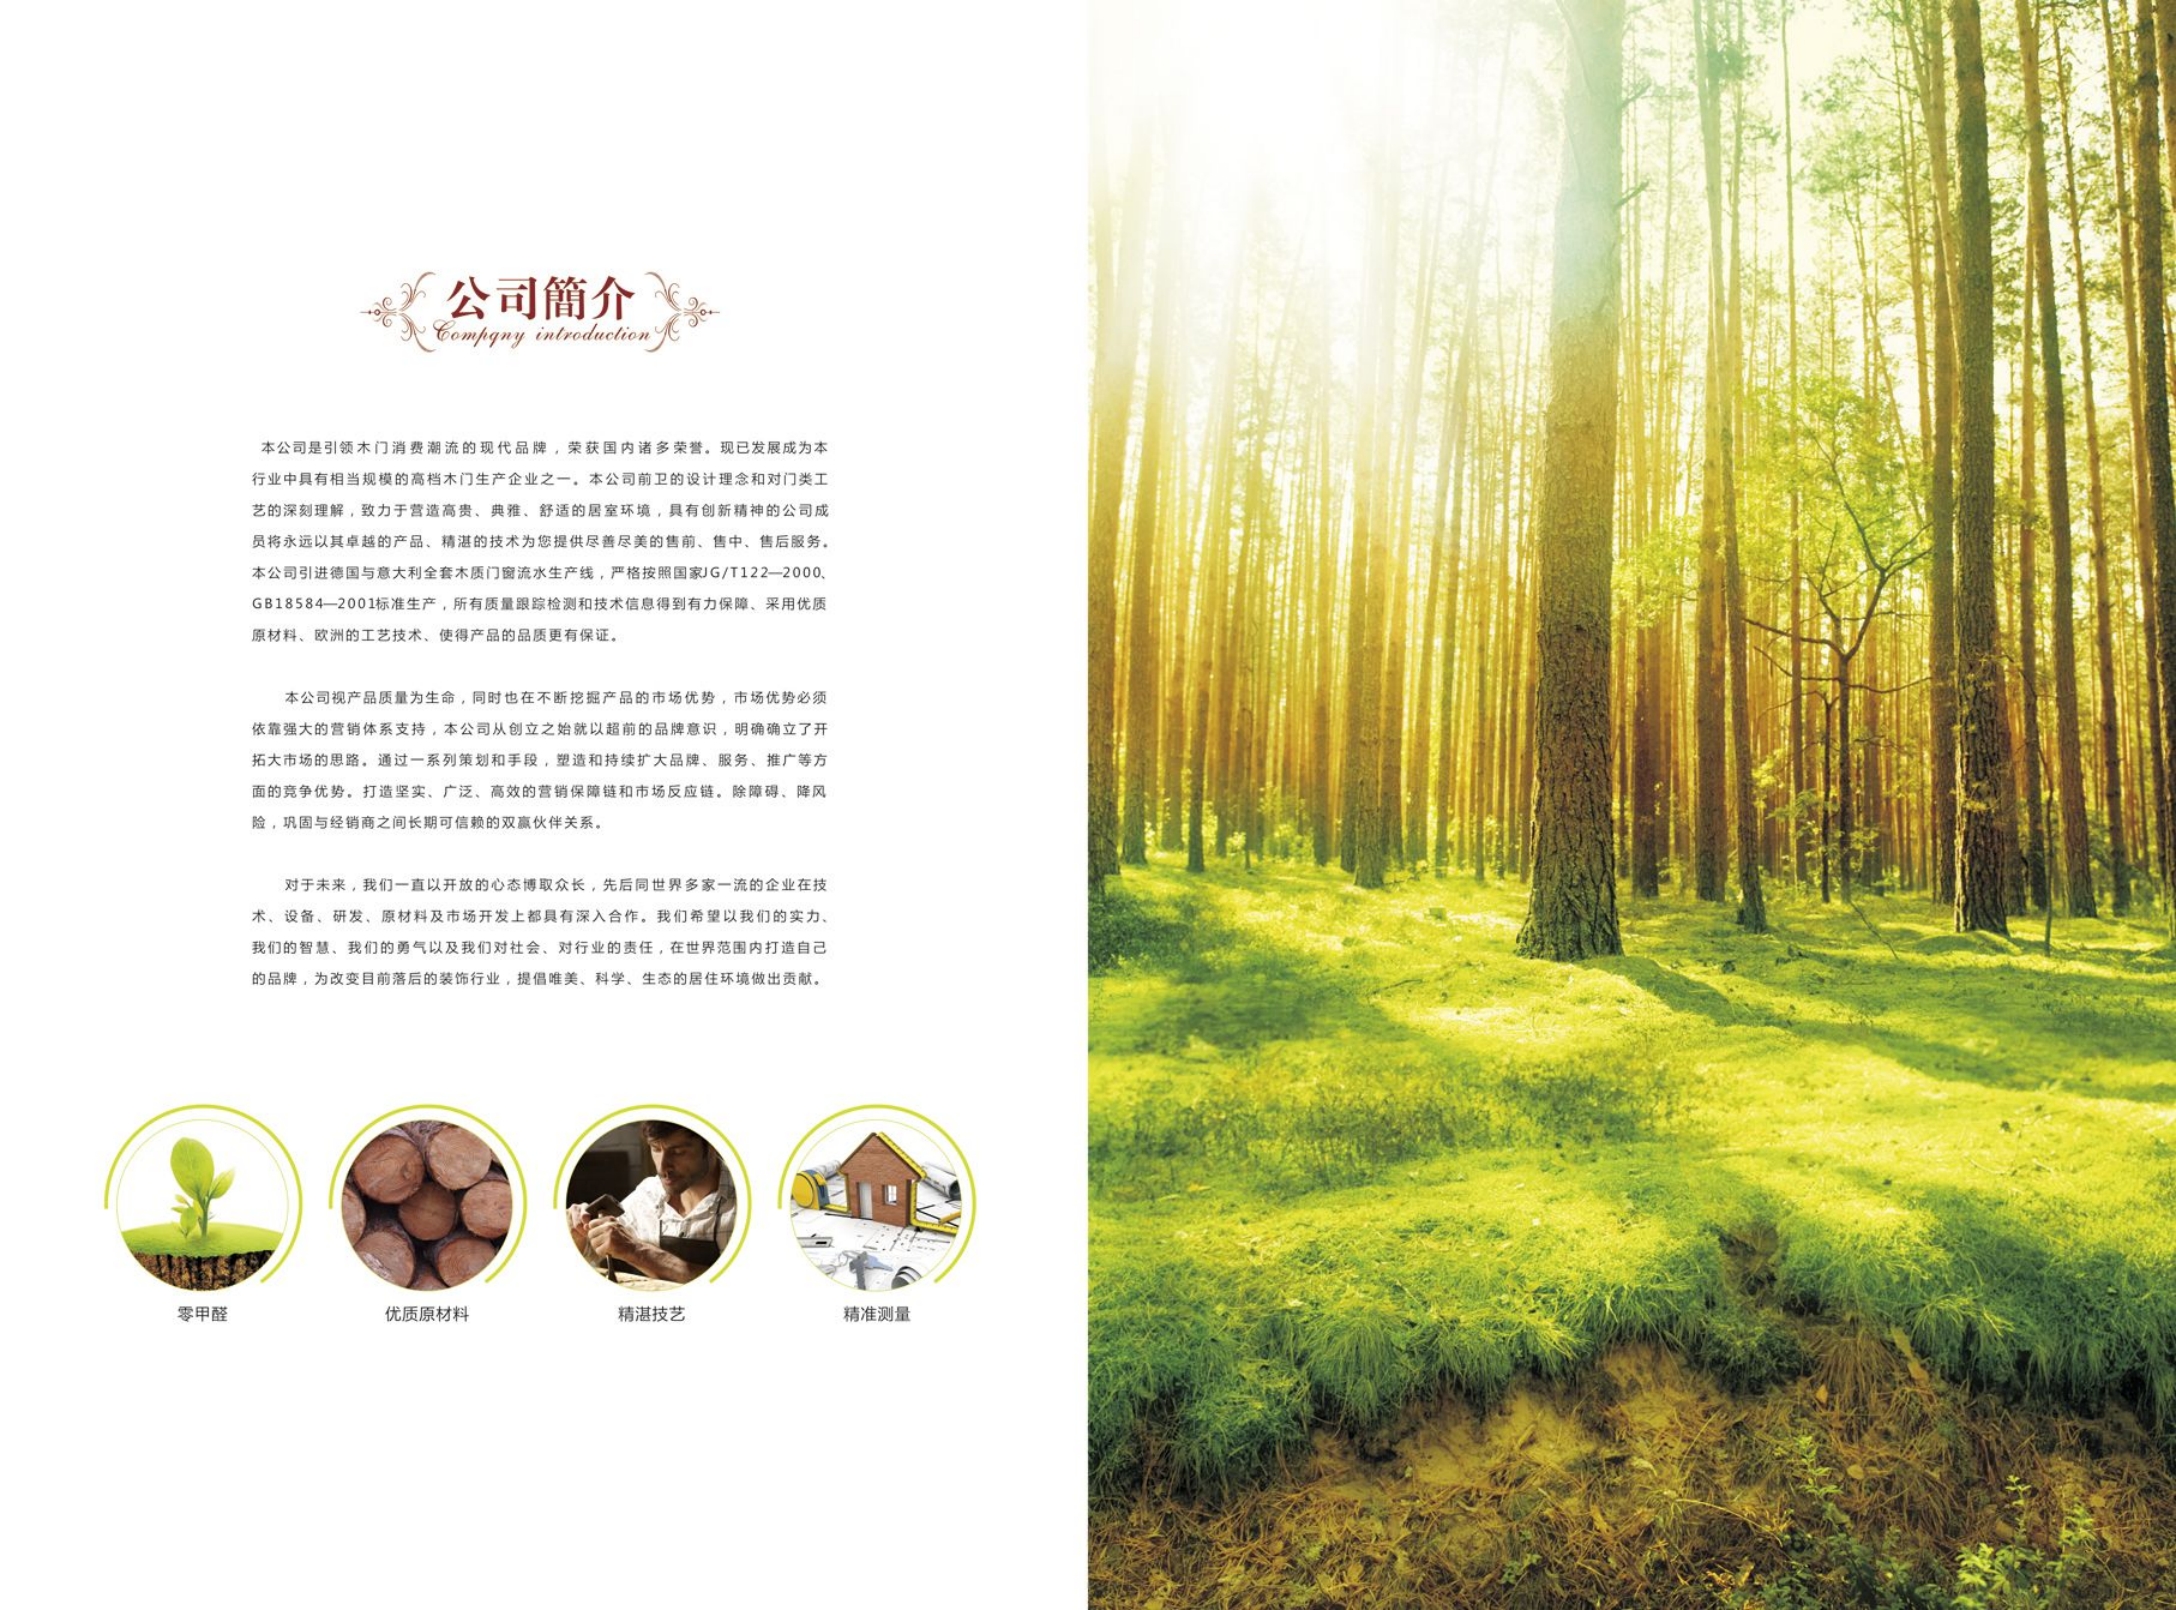 公司簡介
Compqny introduction
本公司是引领木门消费潮流的现代品牌，荣获国内诸多荣誉。现已发展成为本
行业中具有相当规模的高档木门生产企业之一。本公司前卫的设计理念和对门类工
艺的深刻理解，致力于营造高贵、典雅、舒适的居室环境，具有创新精神的公司成
员将永远以其卓越的产品、精湛的技术为您提供尽善尽美的售前、售中、售后服务。
本公司引进德国与意大利全套木质门窗流水生产线，严格按照国家JG/T122—2000、
GB18584—2001标准生产，所有质量跟踪检测和技术信息得到有力保障、采用优质
原材料、欧洲的工艺技术、使得产品的品质更有保证。
本公司视产品质量为生命，同时也在不断挖掘产品的市场优势，市场优势必须
依靠强大的营销体系支持，本公司从创立之始就以超前的品牌意识，明确确立了开
拓大市场的思路。通过一系列策划和手段，塑造和持续扩大品牌、服务、推广等方
面的竞争优势。打造坚实、广泛、高效的营销保障链和市场反应链。除障碍、降风
险，巩固与经销商之间长期可信赖的双赢伙伴关系。
对于未来，我们一直以开放的心态博取众长，先后同世界多家一流的企业在技
术、设备、研发、原材料及市场开发上都具有深入合作。我们希望以我们的实力、
我们的智慧、我们的勇气以及我们对社会、对行业的责任，在世界范围内打造自己
的品牌，为改变目前落后的装饰行业，提倡唯美、科学、生态的居住环境做出贡献。
零甲醛
优质原材料
精湛技艺
精准测量